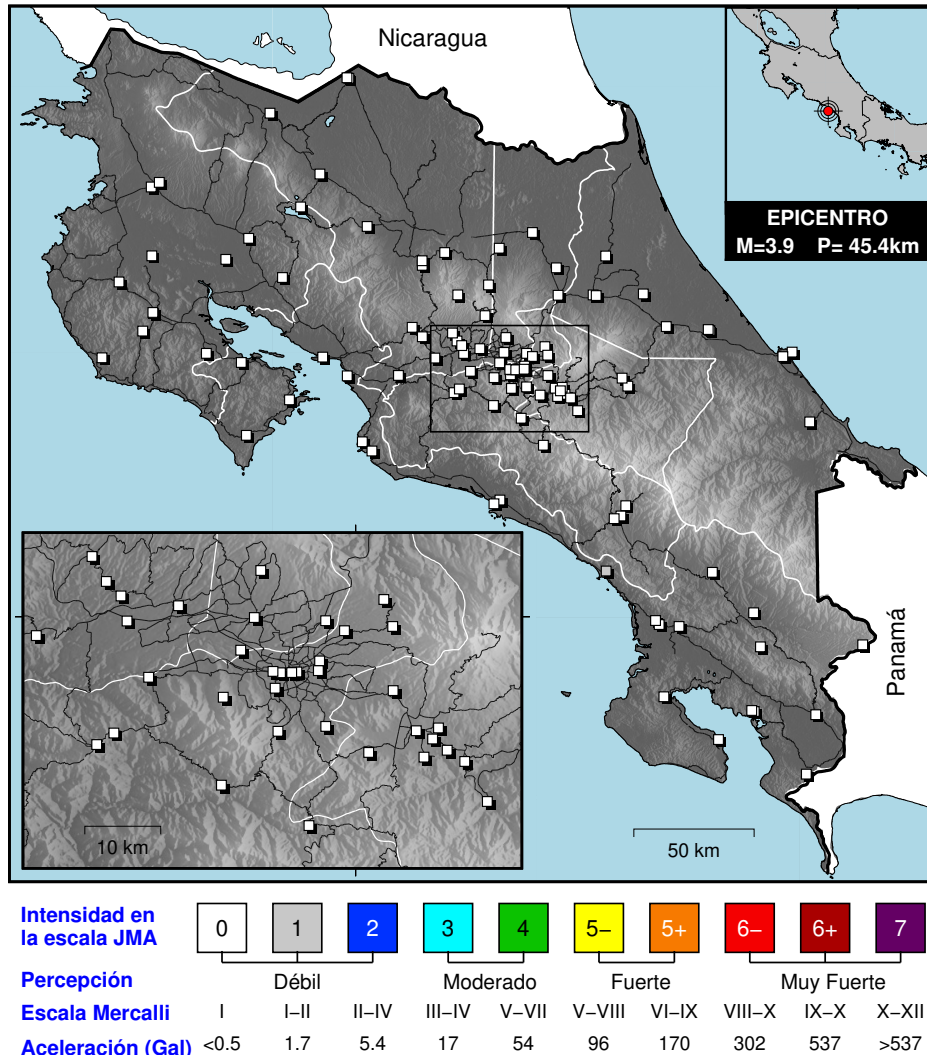 Nicaragua
EPICENTRO
M=3.9 P= 45.4km
Panamá
10 km
50 km
Intensidad en
la escala JMA
0 1 2 3 4 5− 5+ 6− 6+ 7
Percepción Débil Moderado Fuerte Muy Fuerte
Escala Mercalli I I−II II−IV III−IV V−VII V−VIII VI−IX VIII−X IX−X X−XII
Aceleración (Gal) <0.5 1.7 5.4 17 54 96 170 302 537 >537